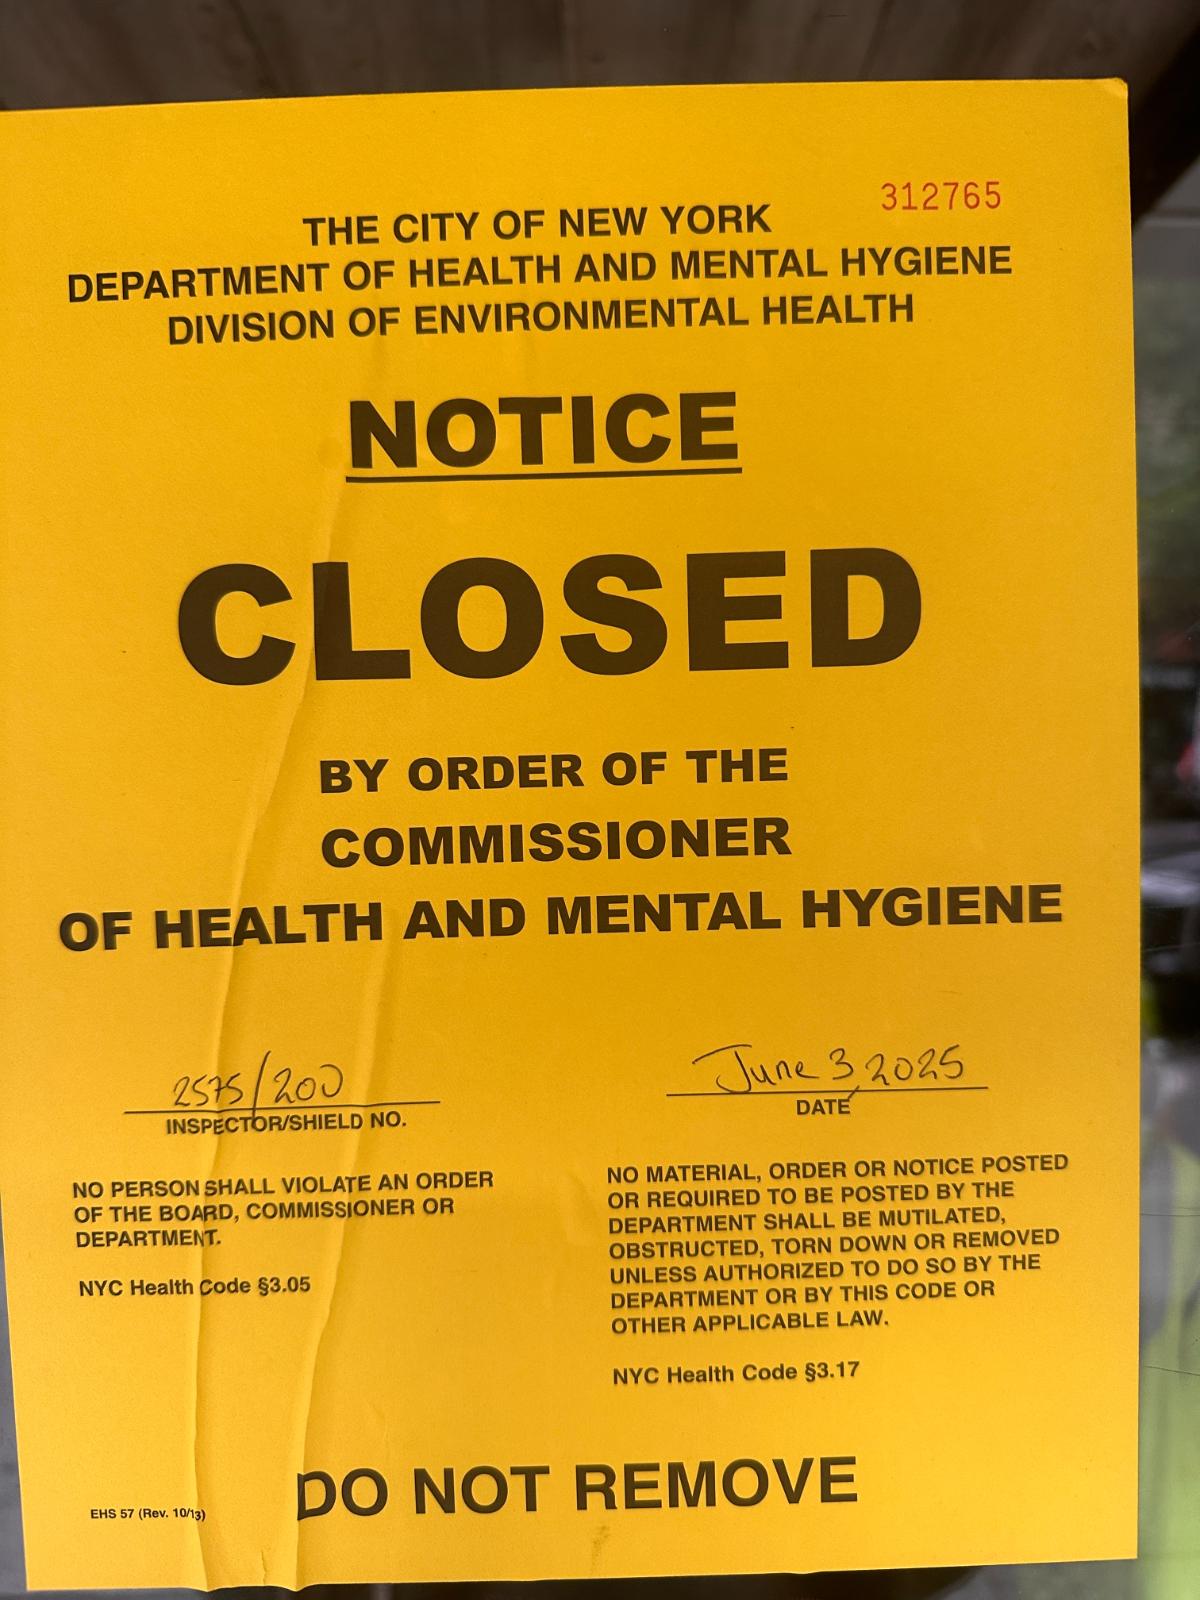 312765
THE CITY OF NEW YORK
DEPARTMENT OF HEALTH AND MENTAL HYGIENE
DIVISION OF ENVIRONMENTAL HEALTH
NOTICE
CLOSED
BY ORDER OF THE
COMMISSIONER
OF HEALTH AND MENTAL HYGIENE
2575/200
INSPECTOR/SHIELD NO.
June 3, 2025
DATE
NO PERSON SHALL VIOLATE AN ORDER
OF THE BOARD, COMMISSIONER OR
DEPARTMENT.
NYC Health Code §3.05
NO MATERIAL, ORDER OR NOTICE POSTED
OR REQUIRED TO BE POSTED BY THE
DEPARTMENT SHALL BE MUTILATED,
OBSTRUCTED, TORN DOWN OR REMOVED
UNLESS AUTHORIZED TO DO SO BY THE
DEPARTMENT OR BY THIS CODE OR
OTHER APPLICABLE LAW.
NYC Health Code §3.17
DO NOT REMOVE
EHS 57 (Rev. 10/13)